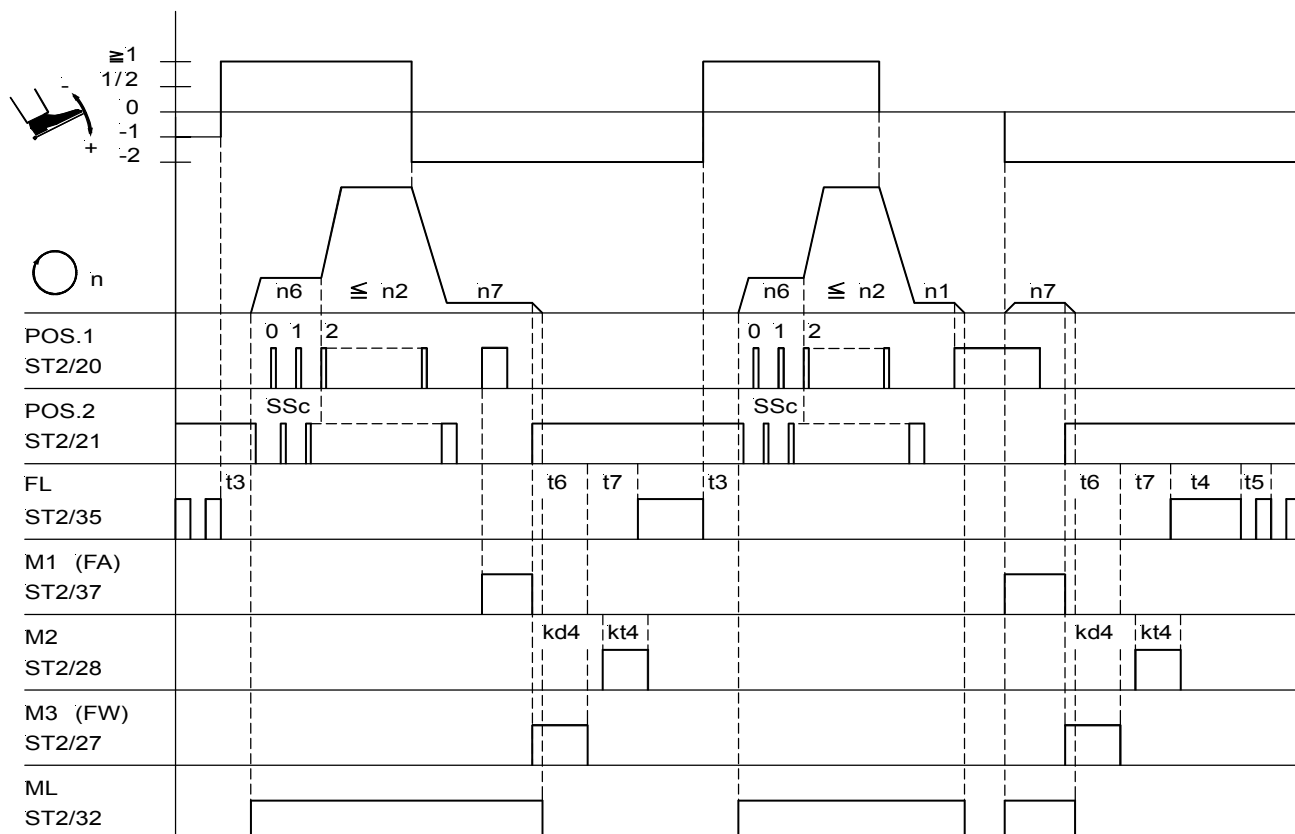 ≧1
- 1/2
0
-1
+ -2
n
n6 ≦ n2 n7 n6 ≦ n2 n1 n7
POS.1 0 1 2 0 1 2
ST2/20
POS.2 SSc SSc
ST2/21
FL t3 t6 t7 t3 t6 t7 t4 t5
ST2/35
M1 (FA)
ST2/37
M2 kd4 kt4 kd4 kt4
ST2/28
M3 (FW)
ST2/27
ML
ST2/32